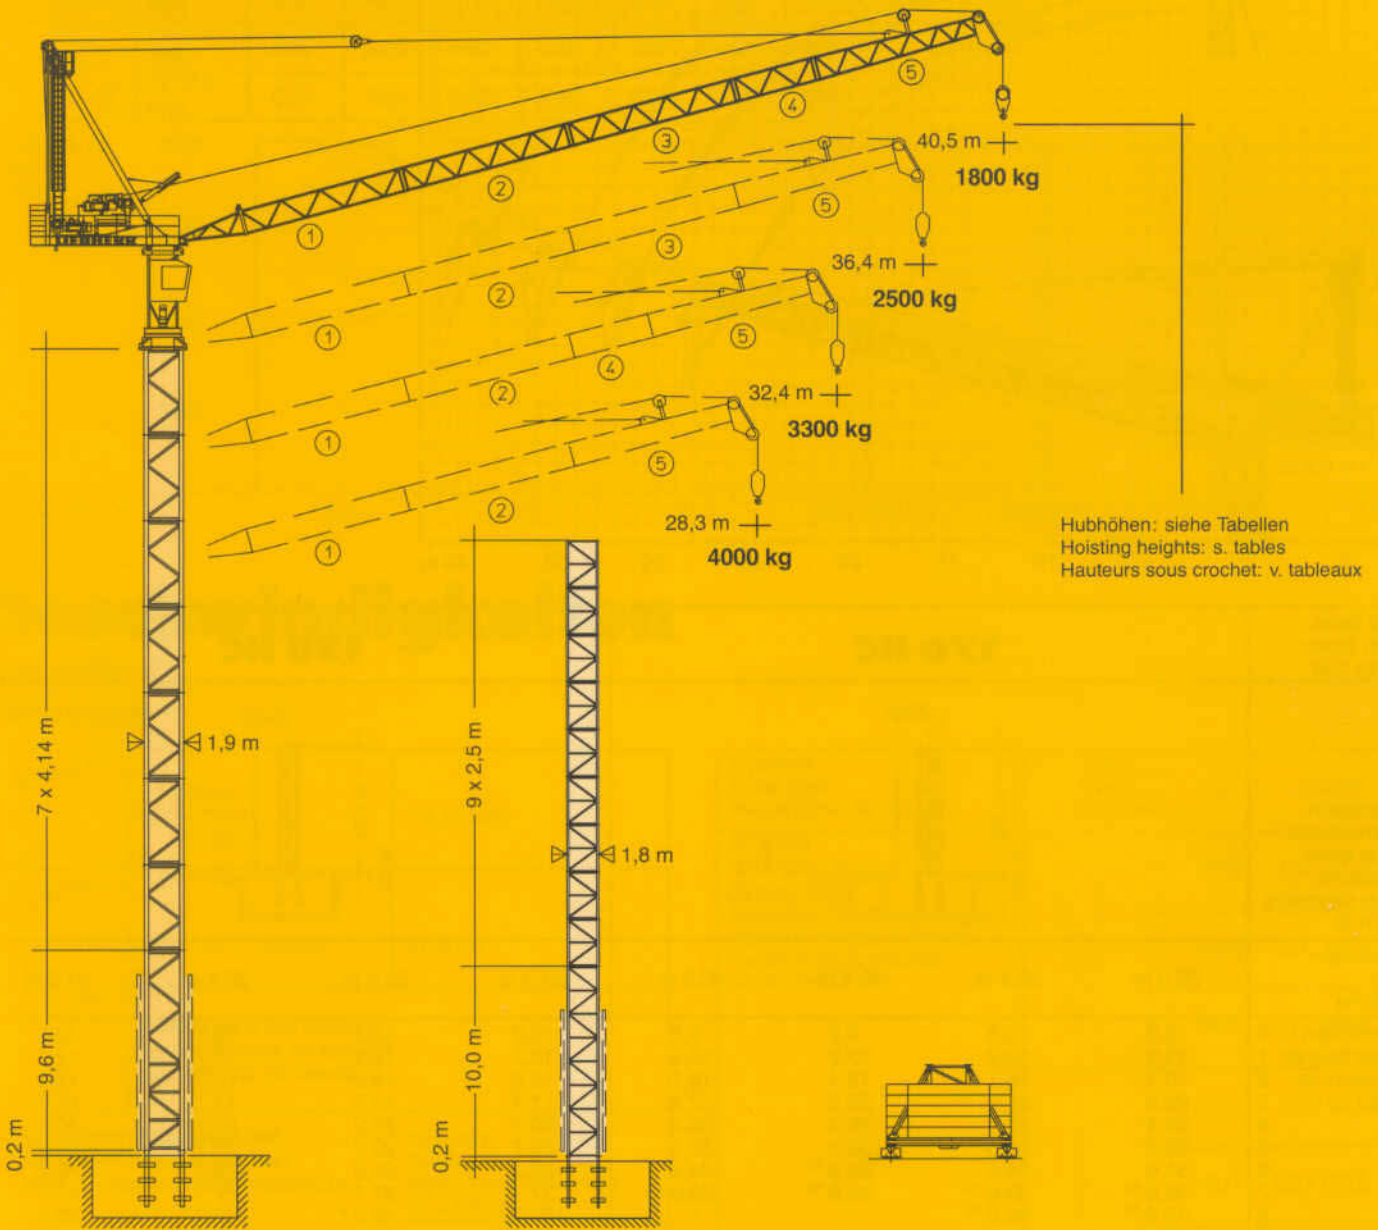 5
4
3
40,5 m
1800 kg
2
5
1
3
36,4 m
2500 kg
2
5
1
4
32,4 m
3300 kg
2
1
5
2
28,3 m
4000 kg
1
Hubhöhen: siehe Tabellen
Hoisting heights: s. tables
Hauteurs sous crochet: v. tableaux
7 x 4,14 m
1,9 m
9 x 2,5 m
1,8 m
9,6 m
10,0 m
0,2 m
0,2 m